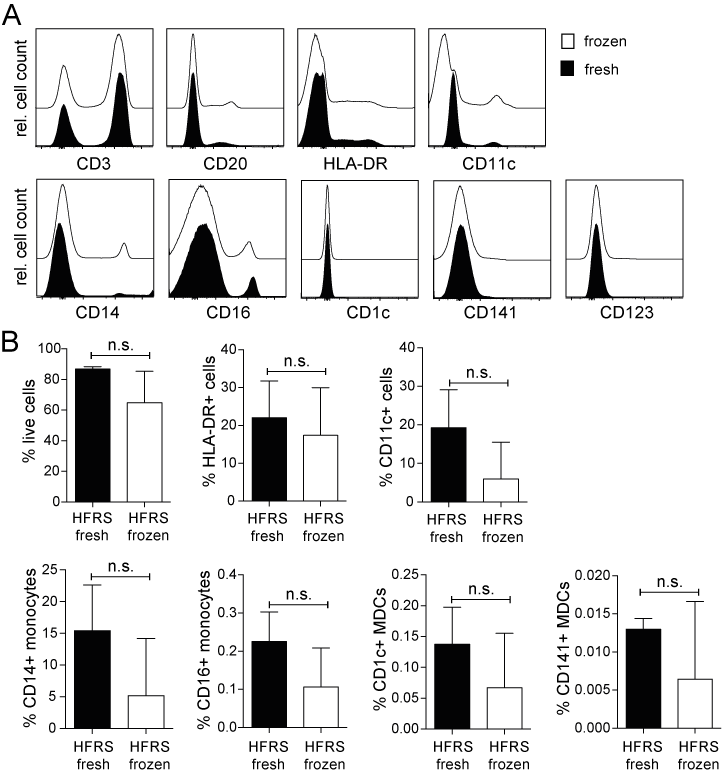 A
rel. cell count
CD3
CD20
HLA-DR
CD11c
frozen
fresh
rel. cell count
CD14
CD16
CD1c
CD141
CD123
B
% live cells
100
80
60
40
20
0
n.s.
HFRS fresh
HFRS frozen
% HLA-DR+ cells
40
30
20
10
0
n.s.
HFRS fresh
HFRS frozen
% CD11c+ cells
40
30
20
10
0
n.s.
HFRS fresh
HFRS frozen
% CD14+ monocytes
25
20
15
10
5
0
n.s.
HFRS fresh
HFRS frozen
% CD16+ monocytes
0.4
0.3
0.2
0.1
0.0
n.s.
HFRS fresh
HFRS frozen
% CD1c+ MDCs
0.25
0.20
0.15
0.10
0.05
0.00
n.s.
HFRS fresh
HFRS frozen
% CD141+ MDCs
0.020
0.015
0.010
0.005
0.000
n.s.
HFRS fresh
HFRS frozen